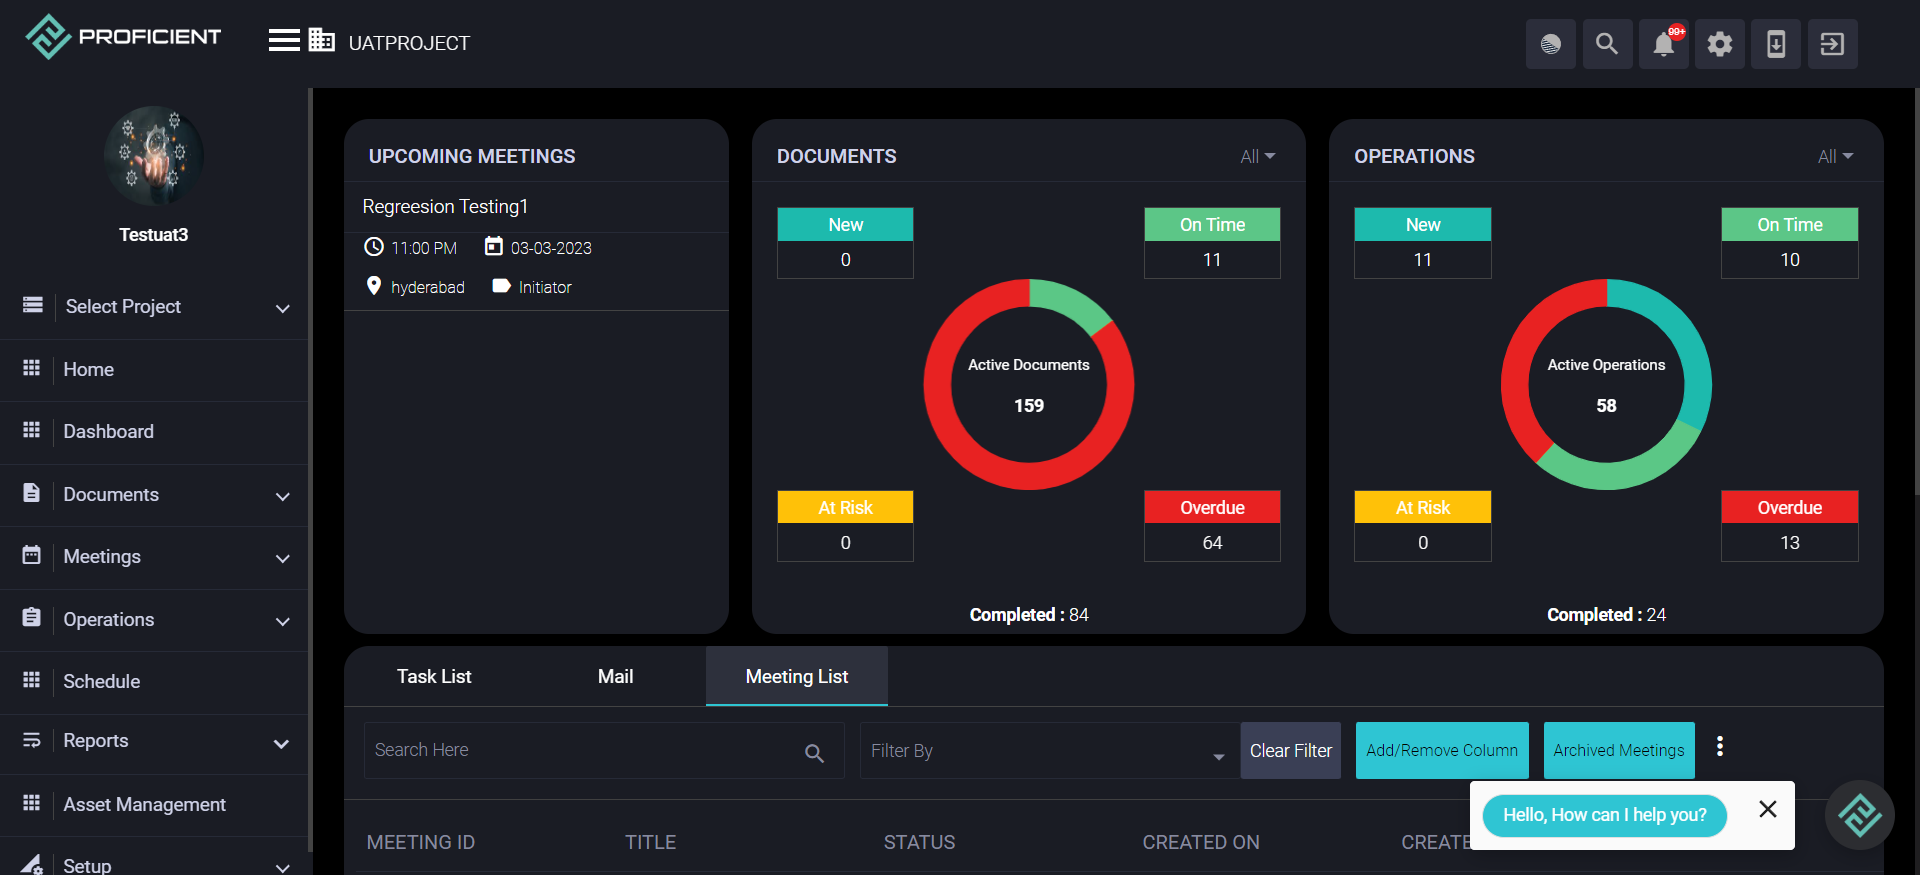 PROFICIENT
UATPROJECT
99+
Testuat3
Select Project
Home
Dashboard
Documents
Meetings
Operations
Schedule
Reports
Asset Management
Setup
UPCOMING MEETINGS
Regreesion Testing1
11:00 PM 03-03-2023
hyderabad Initiator
DOCUMENTS All
New
0
On Time
11
Active Documents
159
At Risk
0
Overdue
64
Completed : 84
OPERATIONS All
New
11
On Time
10
Active Operations
58
At Risk
0
Overdue
13
Completed : 24
Task List Mail Meeting List
Search Here Filter By Clear Filter Add/Remove Column Archived Meetings
Hello, How can I help you?
MEETING ID TITLE STATUS CREATED ON